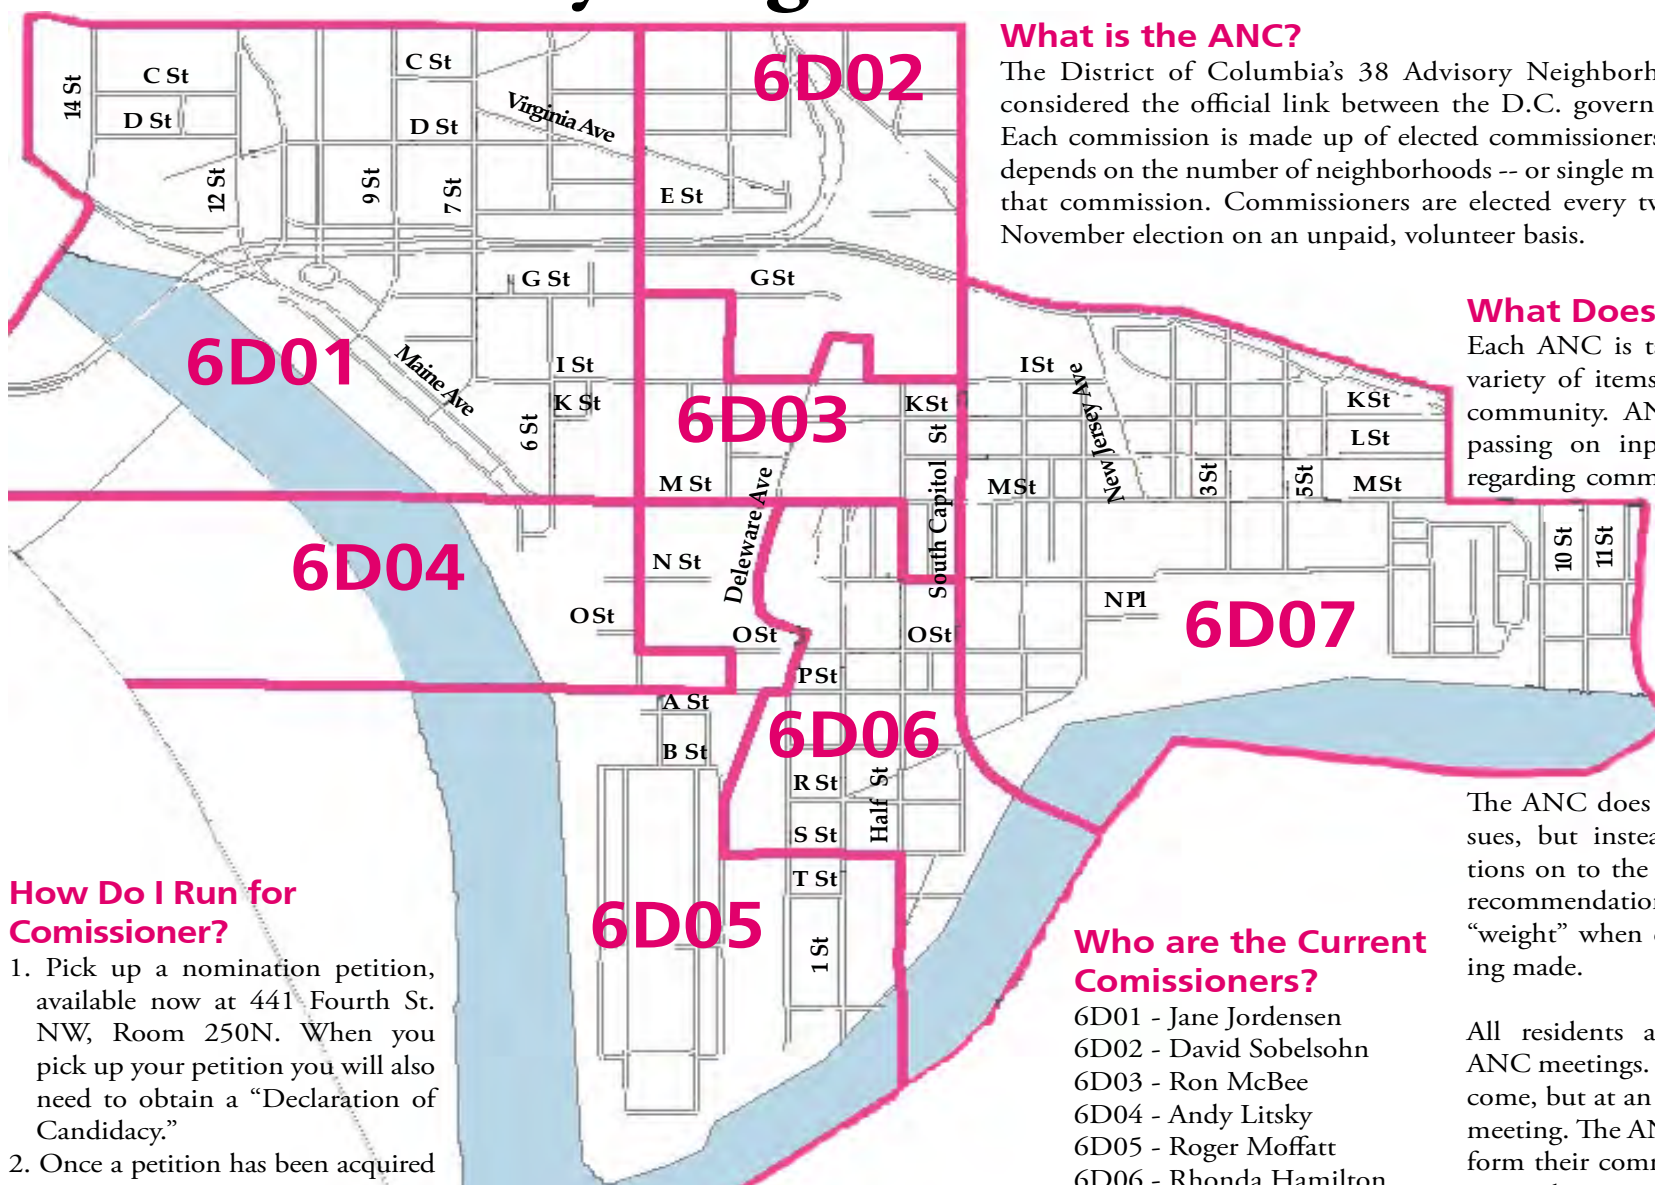 What is the ANC?
The District of Columbia's 38 Advisory Neighborh
considered the official link between the D.C. govern
Each commission is made up of elected commissioners
depends on the number of neighborhoods -- or single m
that commission. Commissioners are elected every tw
November election on an unpaid, volunteer basis.
What Does
Each ANC is ta
variety of items
community. AN
passing on inp
regarding comm
The ANC does
sues, but instea
tions on to the
recommendation
"weight" when
ing made.
All residents a
ANC meetings.
come, but at an
meeting. The AN
form their comm
How Do I Run for
Comissioner?
1. Pick up a nomination petition,
available now at 441 Fourth St.
NW, Room 250N. When you
pick up your petition you will also
need to obtain a "Declaration of
Candidacy."
2. Once a petition has been acquired
Who are the Current
Comissioners?
6D01 - Jane Jordensen
6D02 - David Sobelsohn
6D03 - Ron McBee
6D04 - Andy Litsky
6D05 - Roger Moffatt
6D06 - Rhonda Hamilton
6D01
6D02
6D03
6D04
6D05
6D06
6D07
14 St
C St
D St
12 St
9 St
C St
D St
7 St
Virginia Ave
E St
G St
G St
Maine Ave
I St
K St
6 St
M St
K St
South Capitol St
I St
New Jersey Ave
K St
L St
M St
M St
3 St
5 St
10 St
11 St
N Pl
N St
Deleware Ave
O St
O St
O St
P St
A St
B St
R St
Half St
S St
T St
1 St